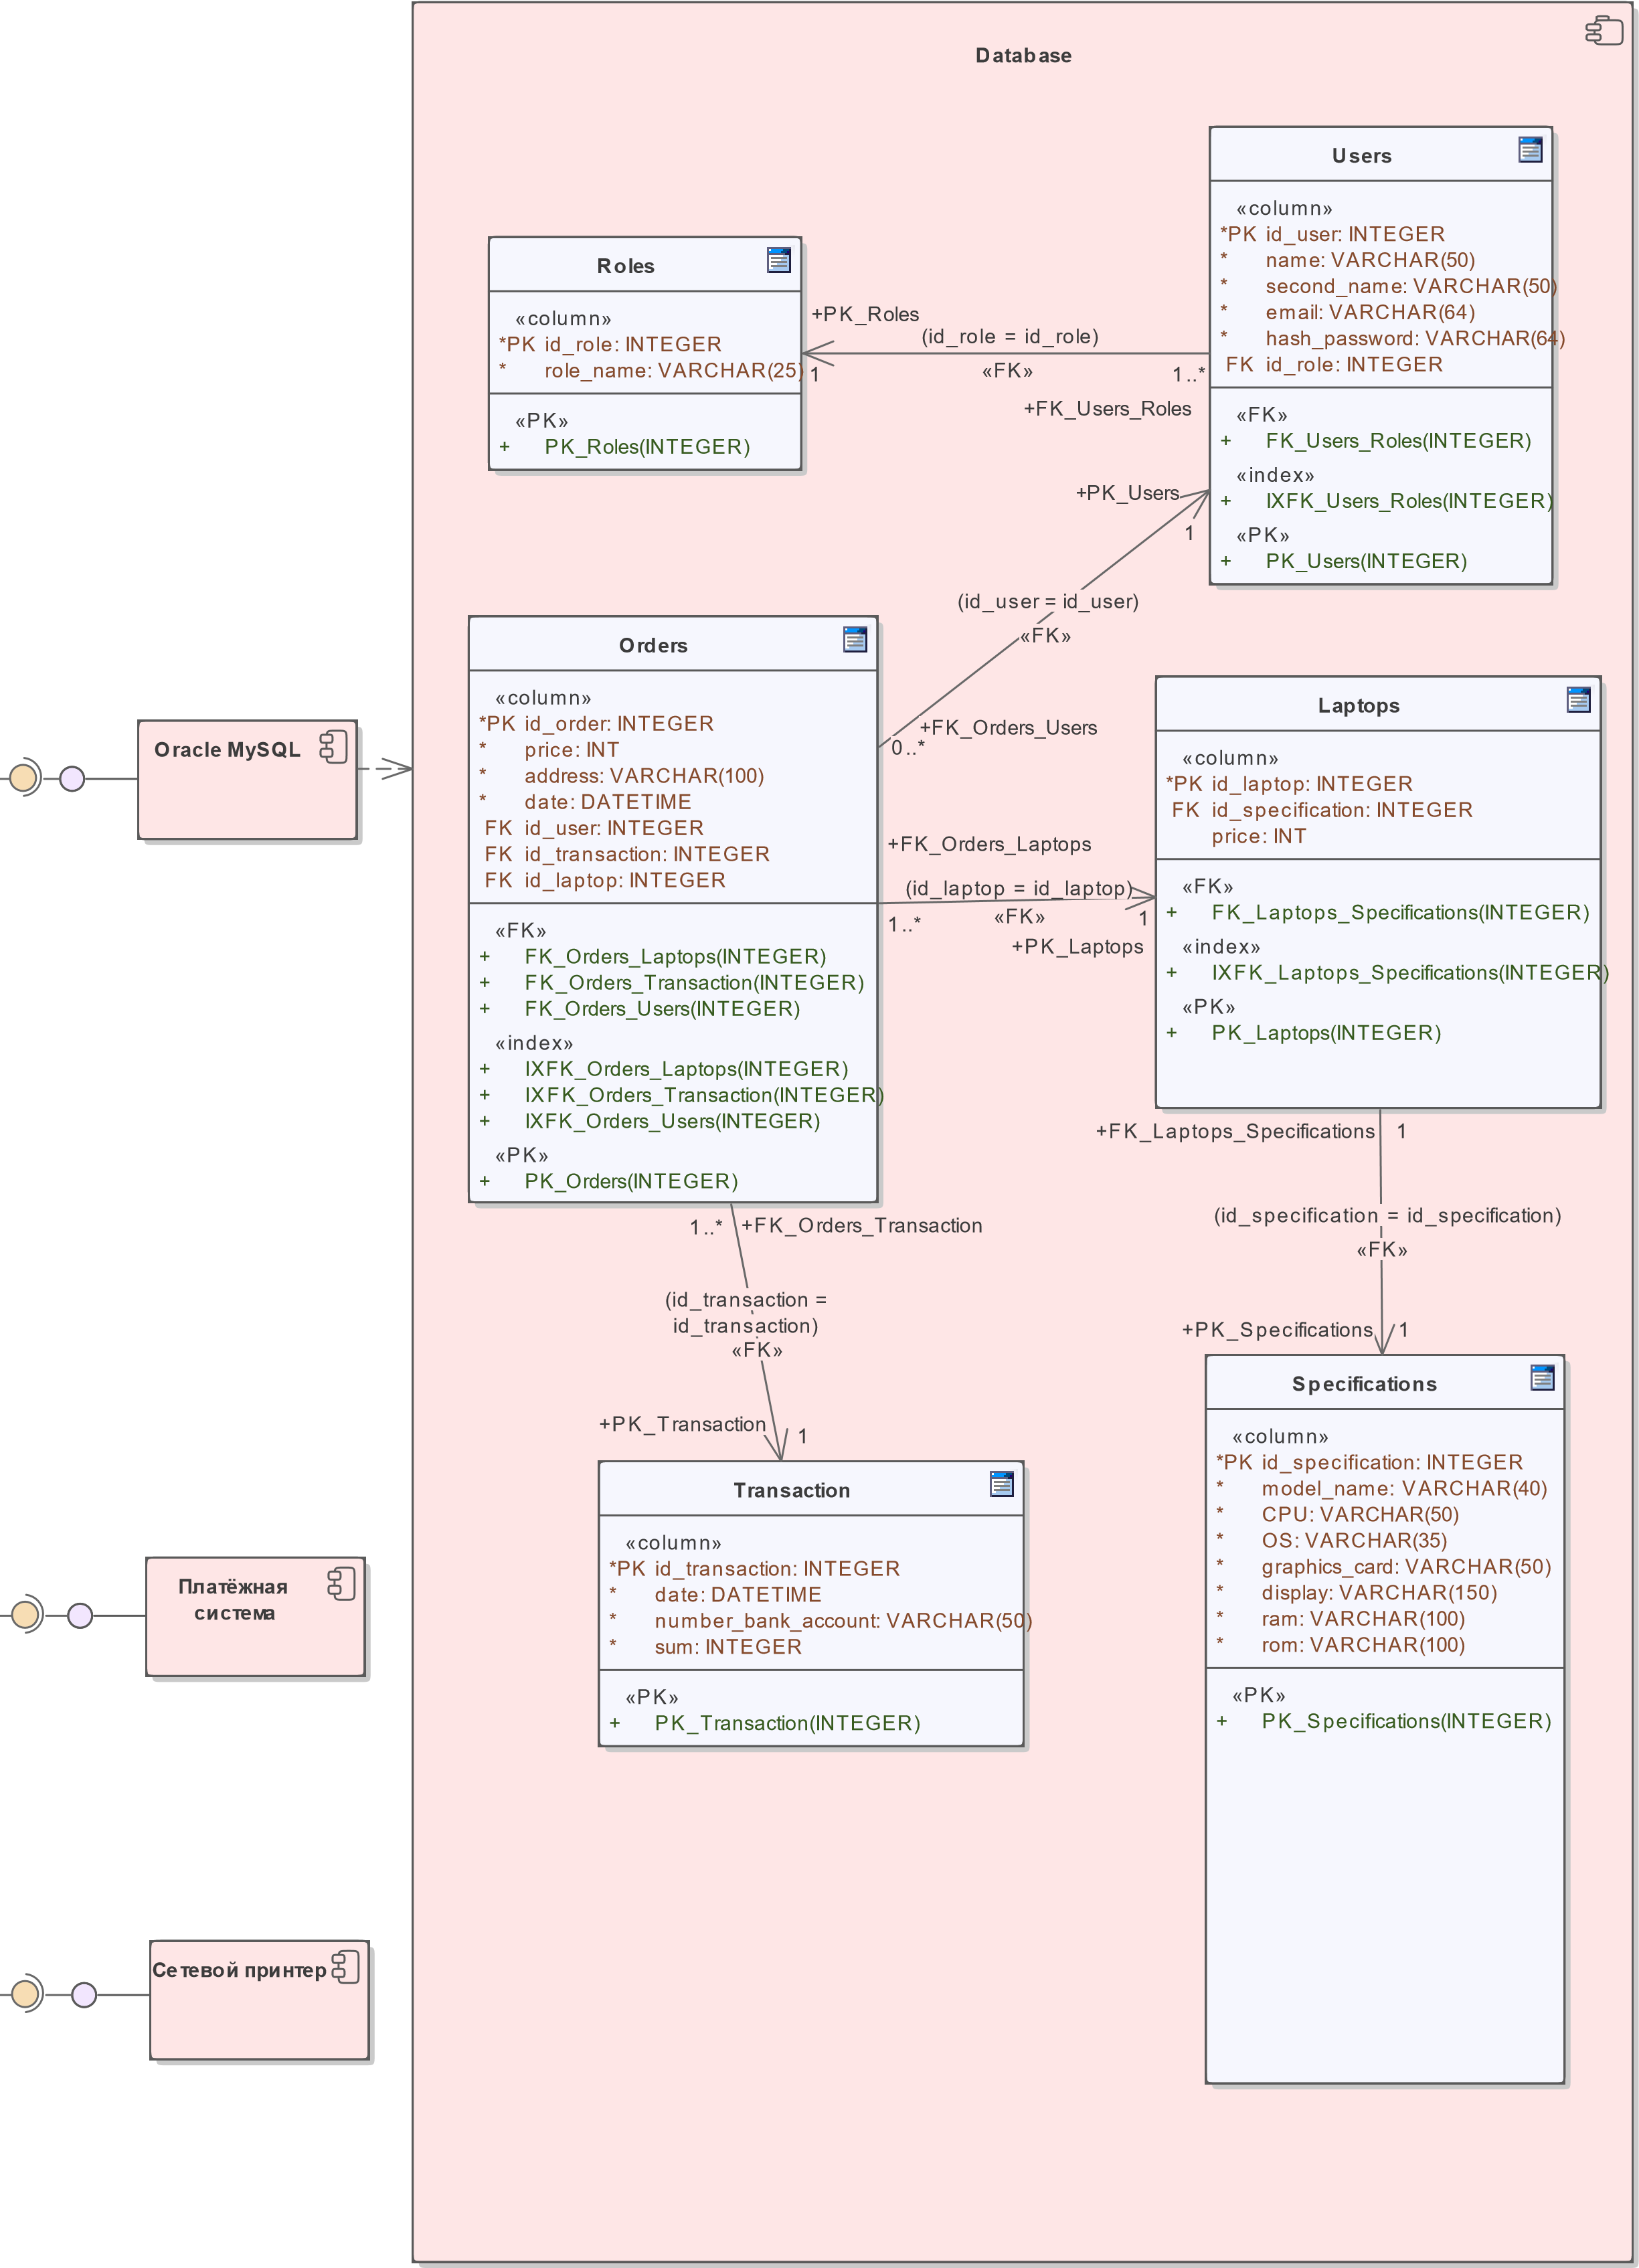 Database
Users
«column»
*PK id_user: INTEGER
* name: VARCHAR(50)
* second_name: VARCHAR(50)
* email: VARCHAR(64)
* hash_password: VARCHAR(64)
FK id_role: INTEGER
«FK»
+ FK_Users_Roles(INTEGER)
«index»
+ IXFK_Users_Roles(INTEGER)
«PK»
+ PK_Users(INTEGER)
Roles
«column»
*PK id_role: INTEGER
* role_name: VARCHAR(25)
«PK»
+ PK_Roles(INTEGER)
+PK_Roles
(id_role = id_role)
1
«FK»
1..*
+FK_Users_Roles
+PK_Users
1
(id_user = id_user)
«FK»
+FK_Orders_Users
0..*
Orders
«column»
*PK id_order: INTEGER
* price: INT
* address: VARCHAR(100)
* date: DATETIME
FK id_user: INTEGER
FK id_transaction: INTEGER
FK id_laptop: INTEGER
«FK»
+ FK_Orders_Laptops(INTEGER)
+ FK_Orders_Transaction(INTEGER)
+ FK_Orders_Users(INTEGER)
«index»
+ IXFK_Orders_Laptops(INTEGER)
+ IXFK_Orders_Transaction(INTEGER)
+ IXFK_Orders_Users(INTEGER)
«PK»
+ PK_Orders(INTEGER)
Laptops
«column»
*PK id_laptop: INTEGER
FK id_specification: INTEGER
price: INT
«FK»
+ FK_Laptops_Specifications(INTEGER)
«index»
+ IXFK_Laptops_Specifications(INTEGER)
«PK»
+ PK_Laptops(INTEGER)
+FK_Orders_Laptops
(id_laptop = id_laptop)
1..*
«FK»
1
+PK_Laptops
Oracle MySQL
+FK_Laptops_Specifications
1
(id_specification = id_specification)
«FK»
+PK_Specifications
1
1..*
+FK_Orders_Transaction
(id_transaction =
id_transaction)
«FK»
+PK_Transaction
1
Specifications
«column»
*PK id_specification: INTEGER
* model_name: VARCHAR(40)
* CPU: VARCHAR(50)
* OS: VARCHAR(35)
* graphics_card: VARCHAR(50)
* display: VARCHAR(150)
* ram: VARCHAR(100)
* rom: VARCHAR(100)
«PK»
+ PK_Specifications(INTEGER)
Transaction
«column»
*PK id_transaction: INTEGER
* date: DATETIME
* number_bank_account: VARCHAR(50)
* sum: INTEGER
«PK»
+ PK_Transaction(INTEGER)
Платёжная
система
Сетевой принтер